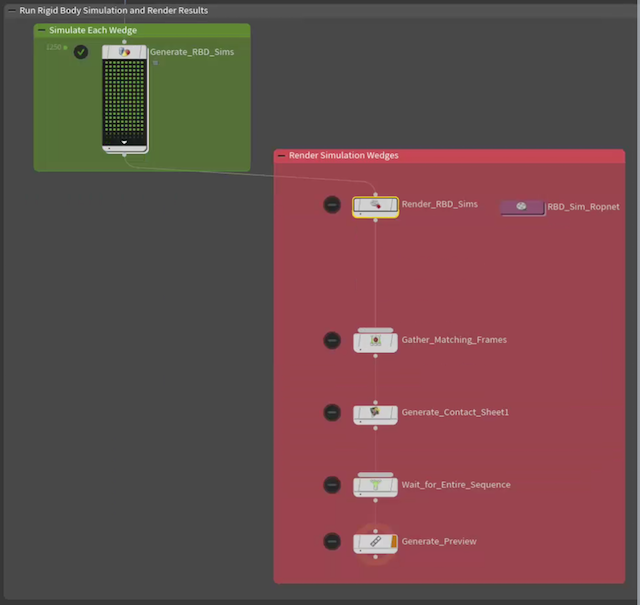 Run Rigid Body Simulation and Render Results
Simulate Each Wedge
Generate_RBD_Sims
Render Simulation Wedges
Render_RBD_Sims
RBD_Sim_Ropnet
Gather_Matching_Frames
Generate_Contact_Sheet1
Wait_for_Entire_Sequence
Generate_Preview